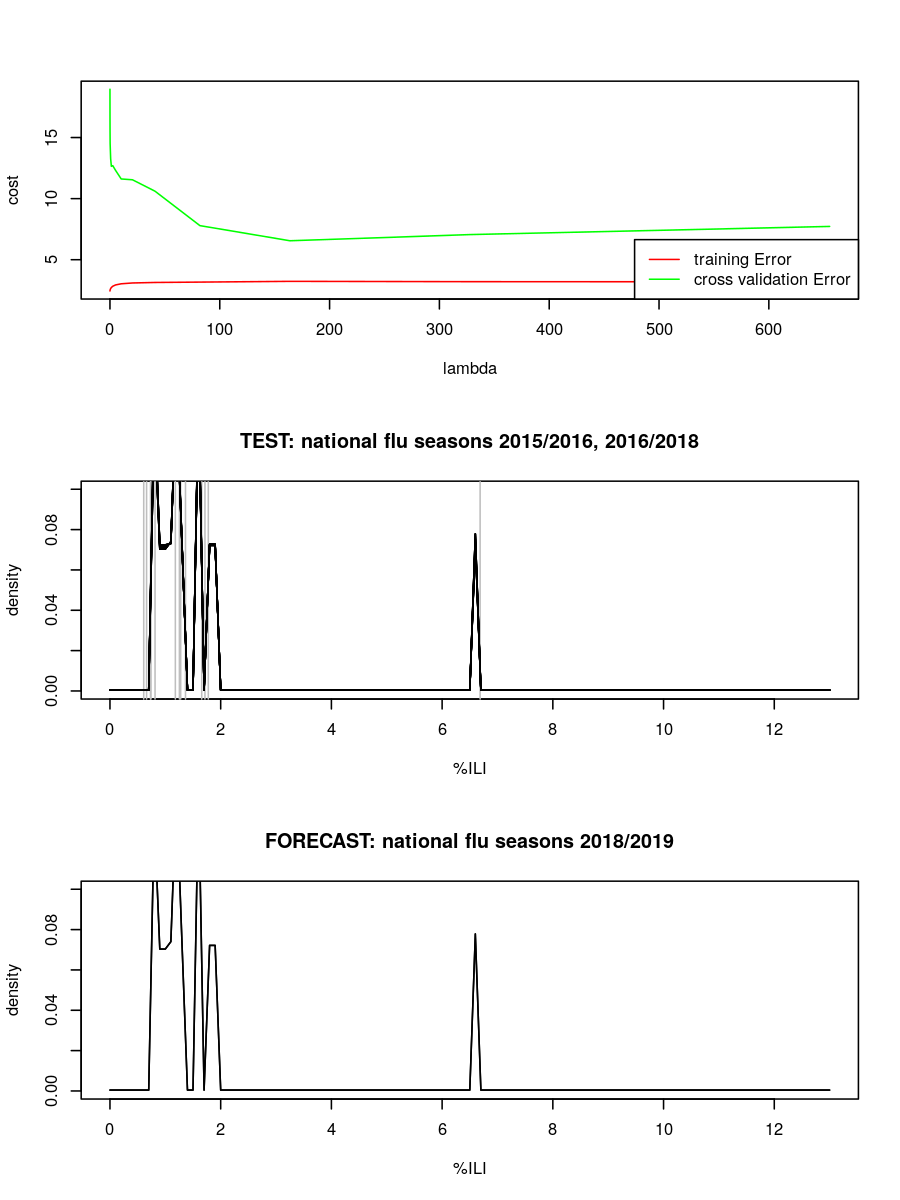 15
10
5
cost
training Error
cross validation Error
0 100 200 300 400 500 600
lambda
TEST: national flu seasons 2015/2016, 2016/2018
0.08
0.04
0.00
density
0 2 4 6 8 10 12
%ILI
FORECAST: national flu seasons 2018/2019
0.08
0.04
0.00
density
0 2 4 6 8 10 12
%ILI